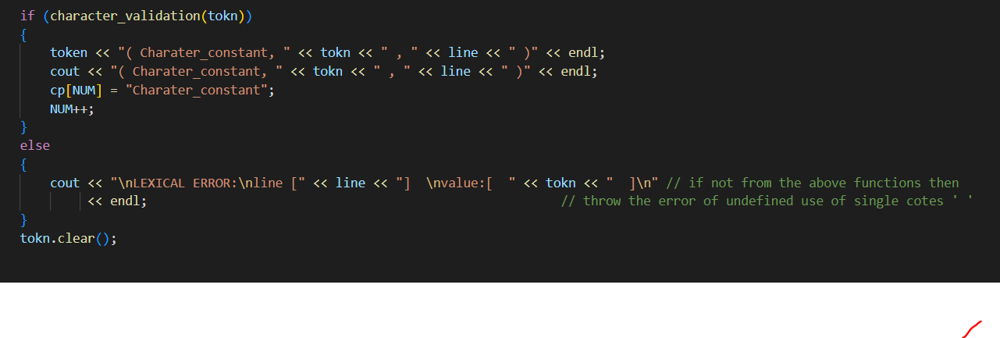 if (character_validation(tokn))
{
    token << "( Charater_constant, " << tokn << " , " << line << " )" << endl;
    cout << "( Charater_constant, " << tokn << " , " << line << " )" << endl;
    cp[NUM] = "Charater_constant";
    NUM++;
}
else
{
    cout << "\nLEXICAL ERROR:\nline [" << line << "]  \nvalue:[  " << tokn << "  ]\n" // if not from the above functions then
         << endl;                                                        // throw the error of undefined use of single cotes ' '
}
tokn.clear();